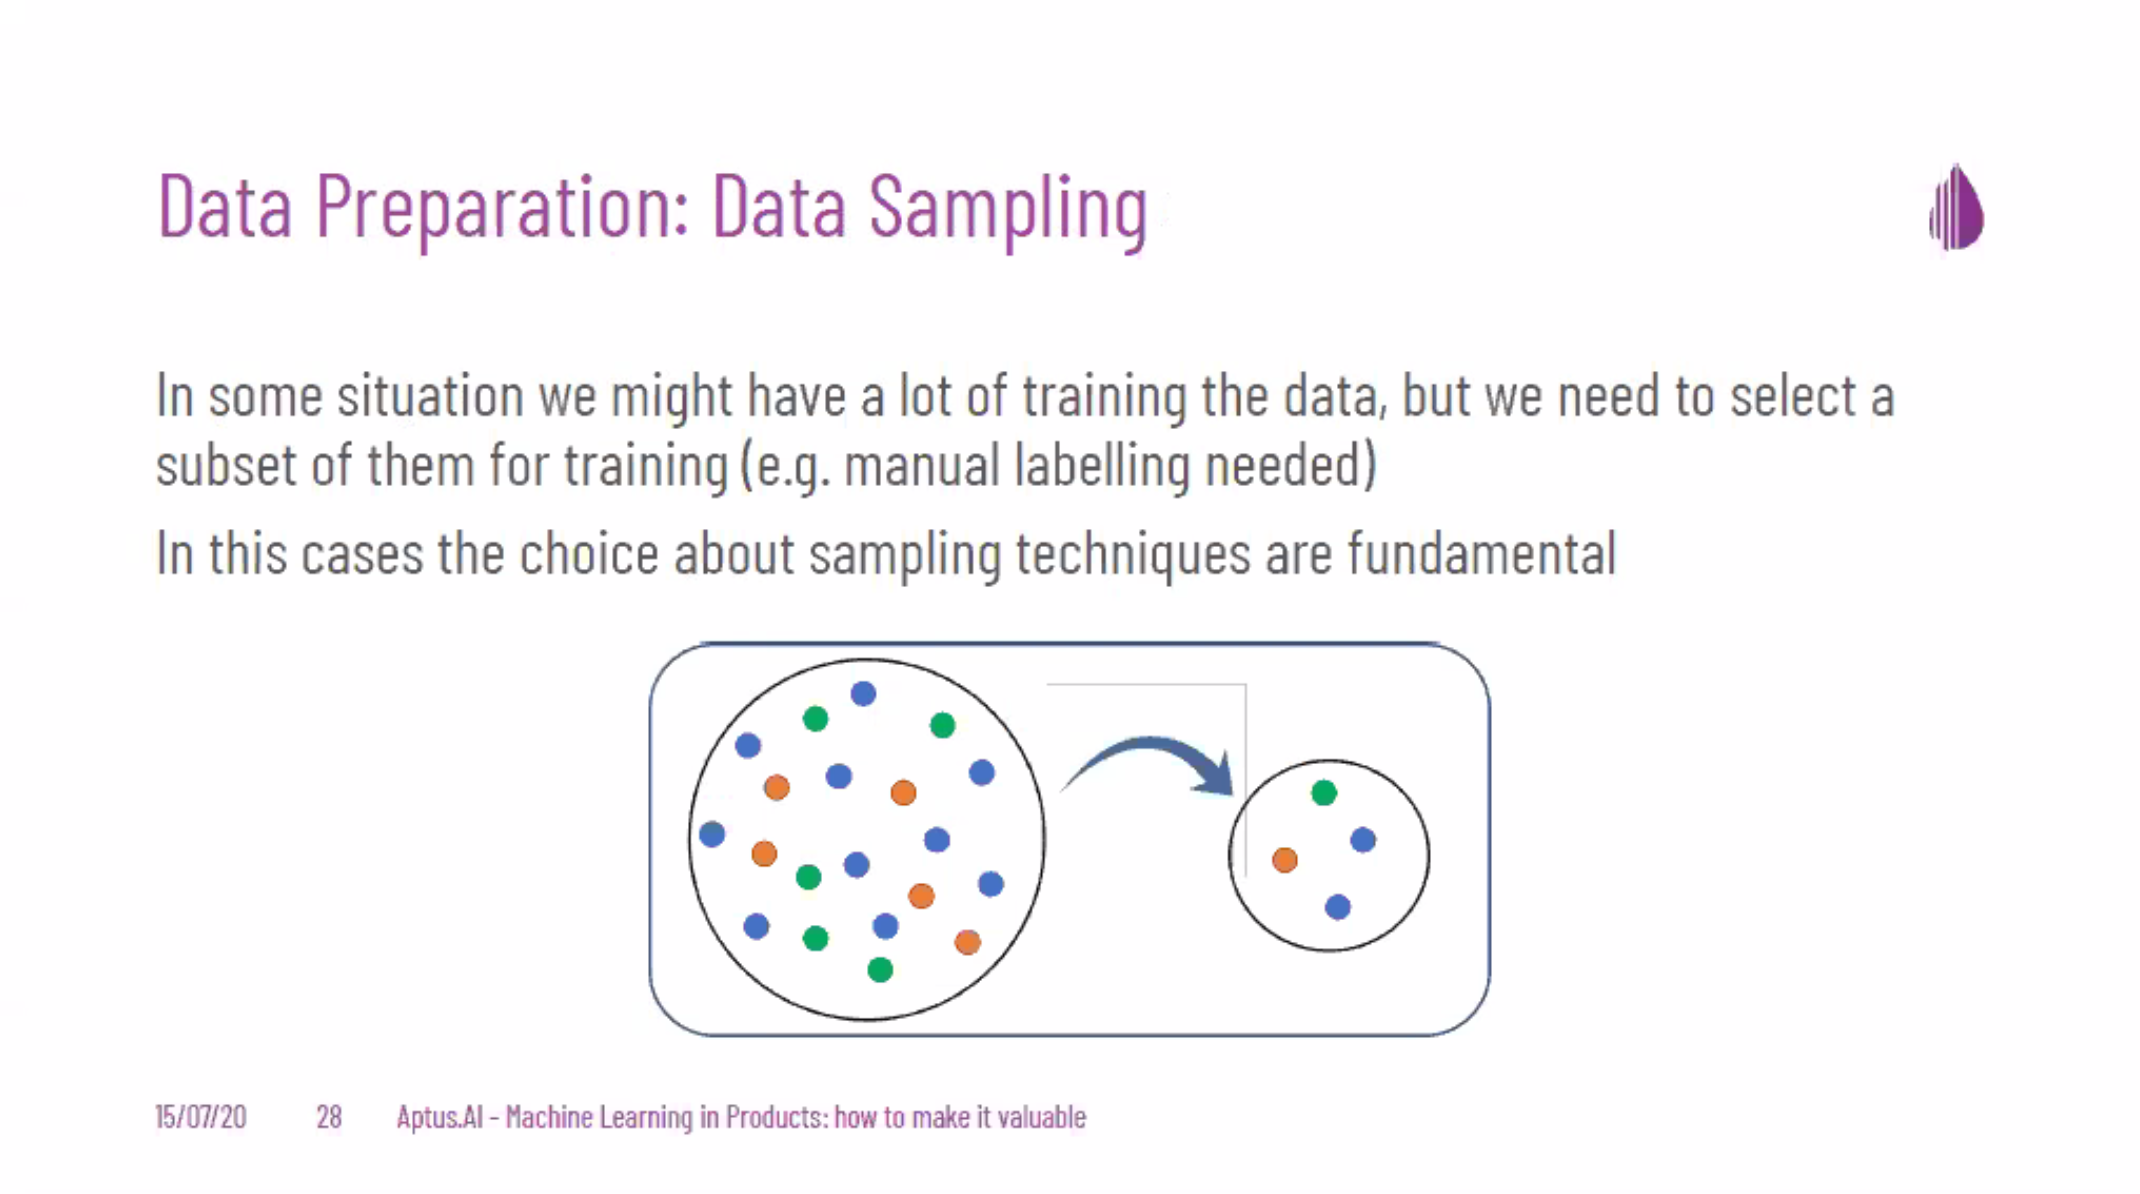 Data Preparation: Data Sampling
In some situation we might have a lot of training the data, but we need to select a
subset of them for training (e.g. manual labelling needed)
In this cases the choice about sampling techniques are fundamental
15/07/20 28 Aptus.AI - Machine Learning in Products: how to make it valuable